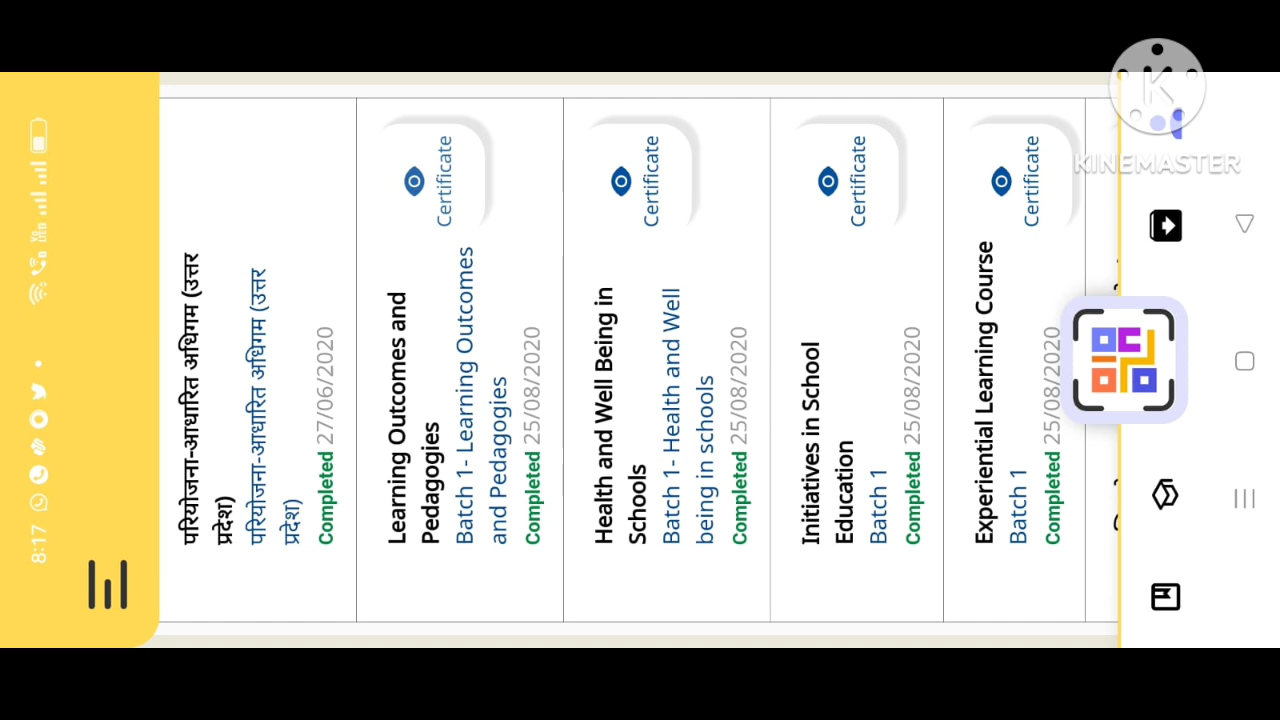 8:17
परियोजना-आधारित अधिगम (उत्तर
प्रदेश)
परियोजना-आधारित अधिगम (उत्तर
प्रदेश)
Completed 27/06/2020
Learning Outcomes and
Pedagogies
Batch 1- Learning Outcomes
and Pedagogies
Completed 25/08/2020
Certificate
Health and Well Being in
Schools
Batch 1- Health and Well
being in schools
Completed 25/08/2020
Certificate
Initiatives in School
Education
Batch 1
Completed 25/08/2020
Certificate
Experiential Learning Course
Batch 1
Completed 25/08/2020
Certificate
KINEMASTER